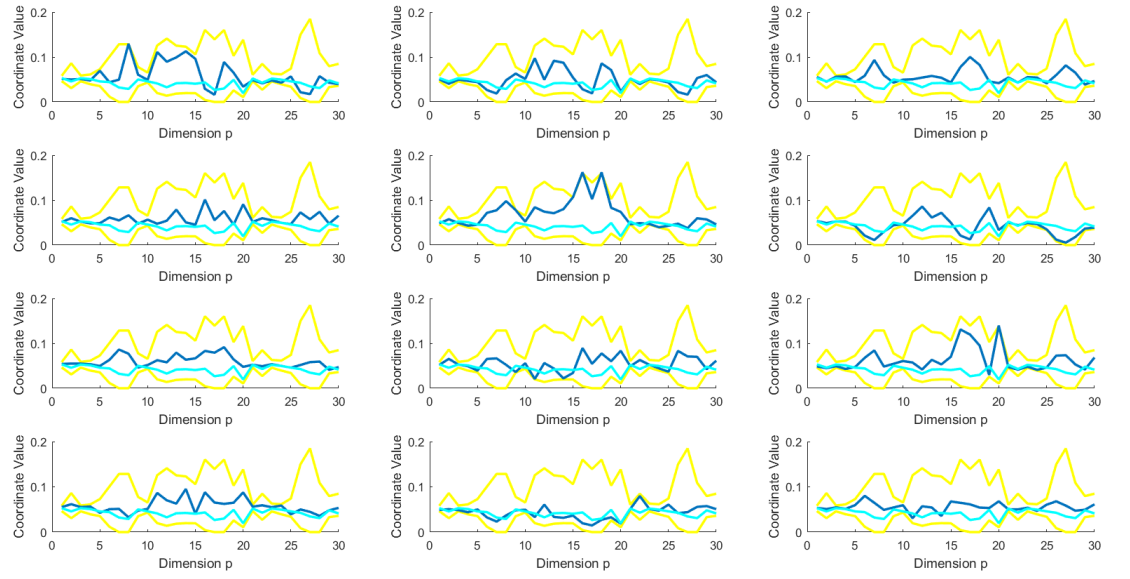 0.2 0.2 0.2
Coordinate Value Coordinate Value Coordinate Value
0.1 0.1 0.1
0 0 0
0 5 10 15 20 25 30 0 5 10 15 20 25 30 0 5 10 15 20 25 30
Dimension p Dimension p Dimension p
0.2 0.2 0.2
Coordinate Value Coordinate Value Coordinate Value
0.1 0.1 0.1
0 0 0
0 5 10 15 20 25 30 0 5 10 15 20 25 30 0 5 10 15 20 25 30
Dimension p Dimension p Dimension p
0.2 0.2 0.2
Coordinate Value Coordinate Value Coordinate Value
0.1 0.1 0.1
0 0 0
0 5 10 15 20 25 30 0 5 10 15 20 25 30 0 5 10 15 20 25 30
Dimension p Dimension p Dimension p
0.2 0.2 0.2
Coordinate Value Coordinate Value Coordinate Value
0.1 0.1 0.1
0 0 0
0 5 10 15 20 25 30 0 5 10 15 20 25 30 0 5 10 15 20 25 30
Dimension p Dimension p Dimension p